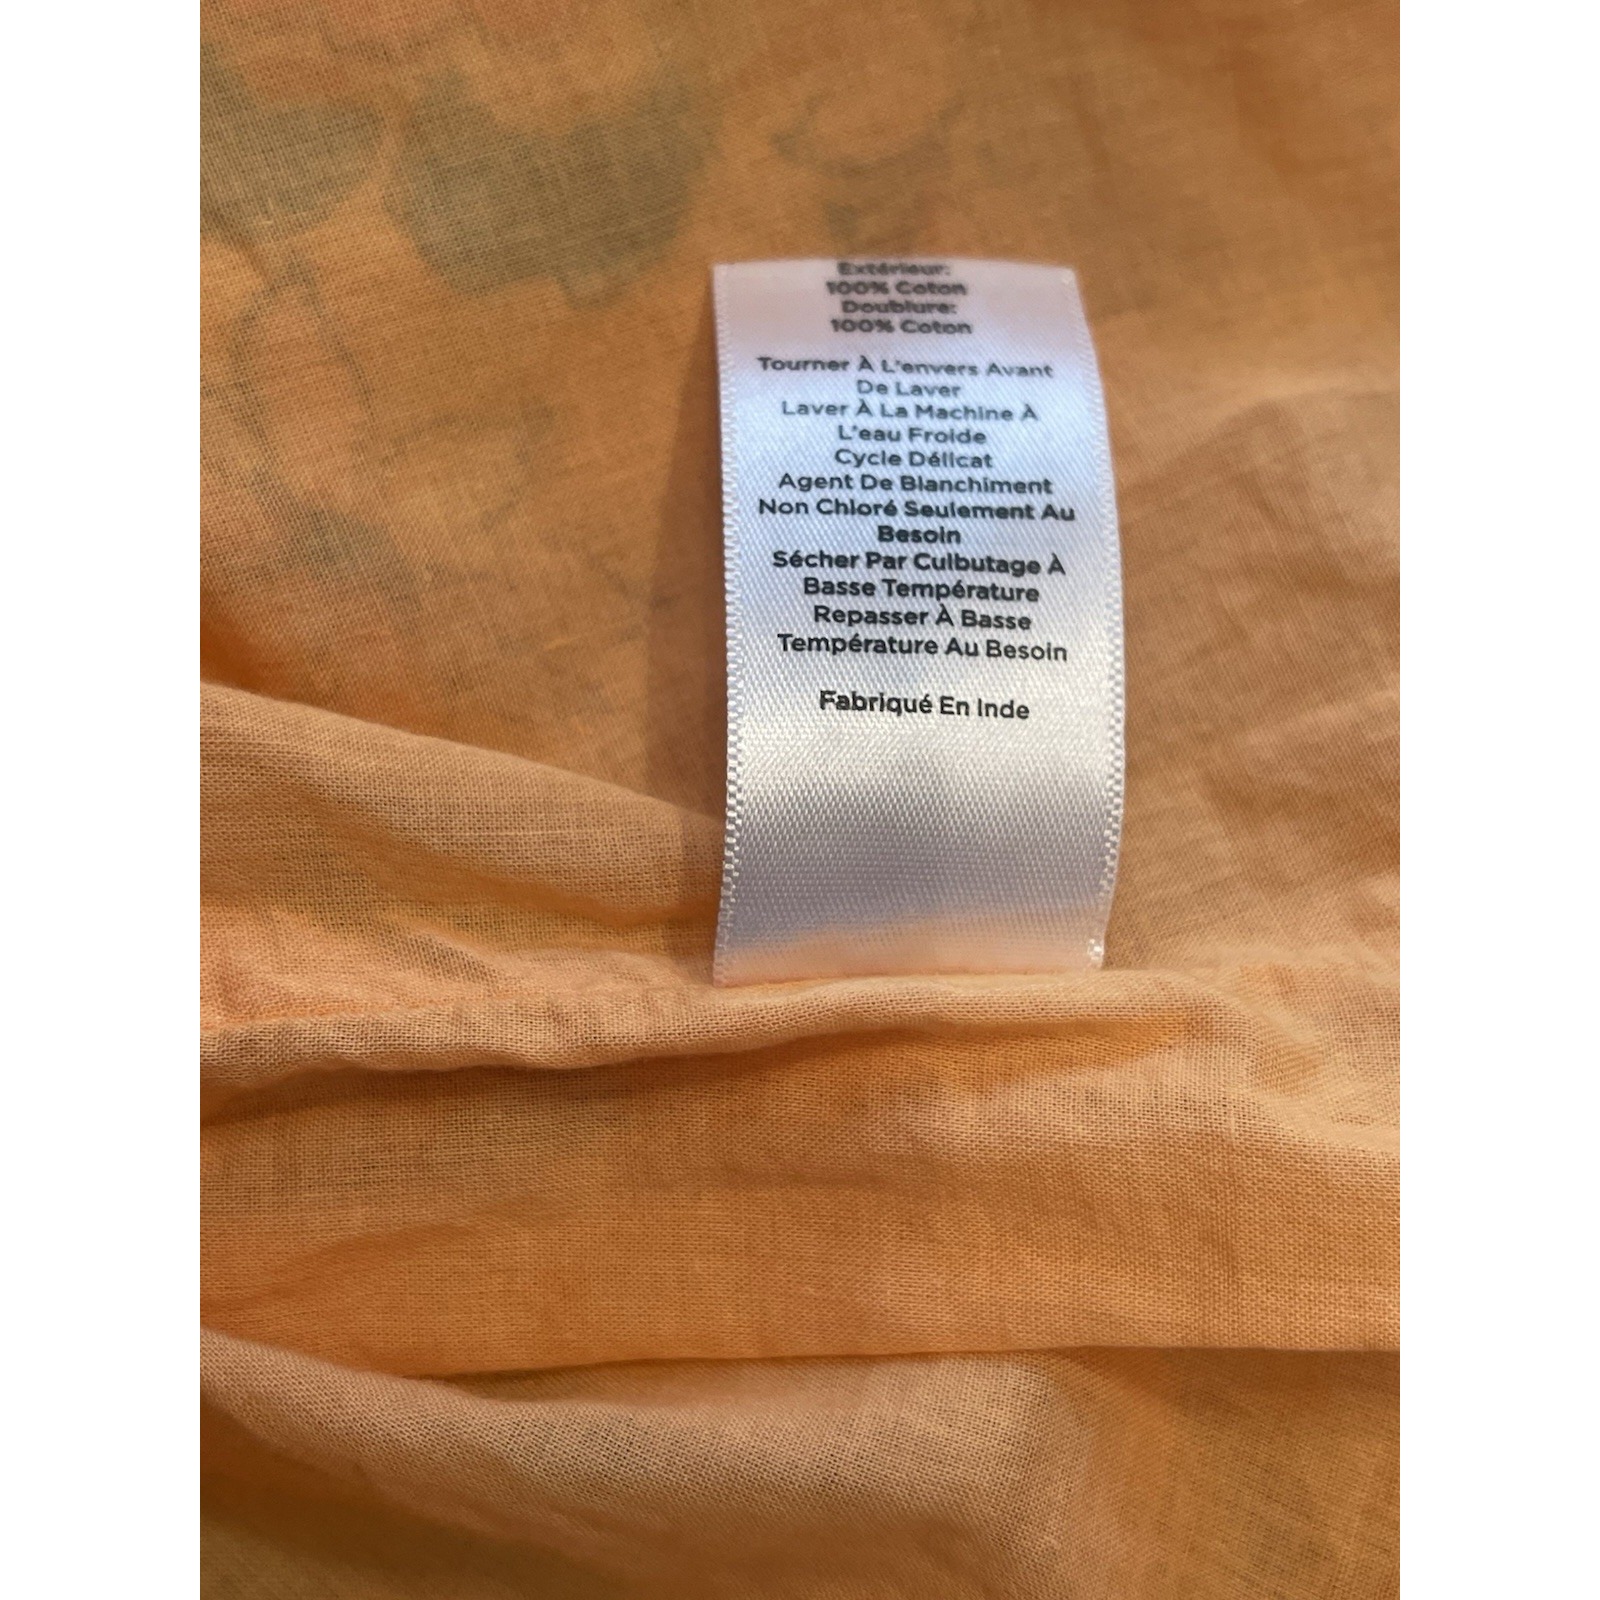 Extérieur:
100% Coton
Doublure:
100% Coton
Tourner À L'envers Avant
De Laver
Laver À La Machine À
L'eau Froide
Cycle Délicat
Agent De Blanchiment
Non Chloré Seulement Au
Besoin
Sécher Par Culbutage À
Basse Température
Repasser À Basse
Température Au Besoin
Fabriqué En Inde